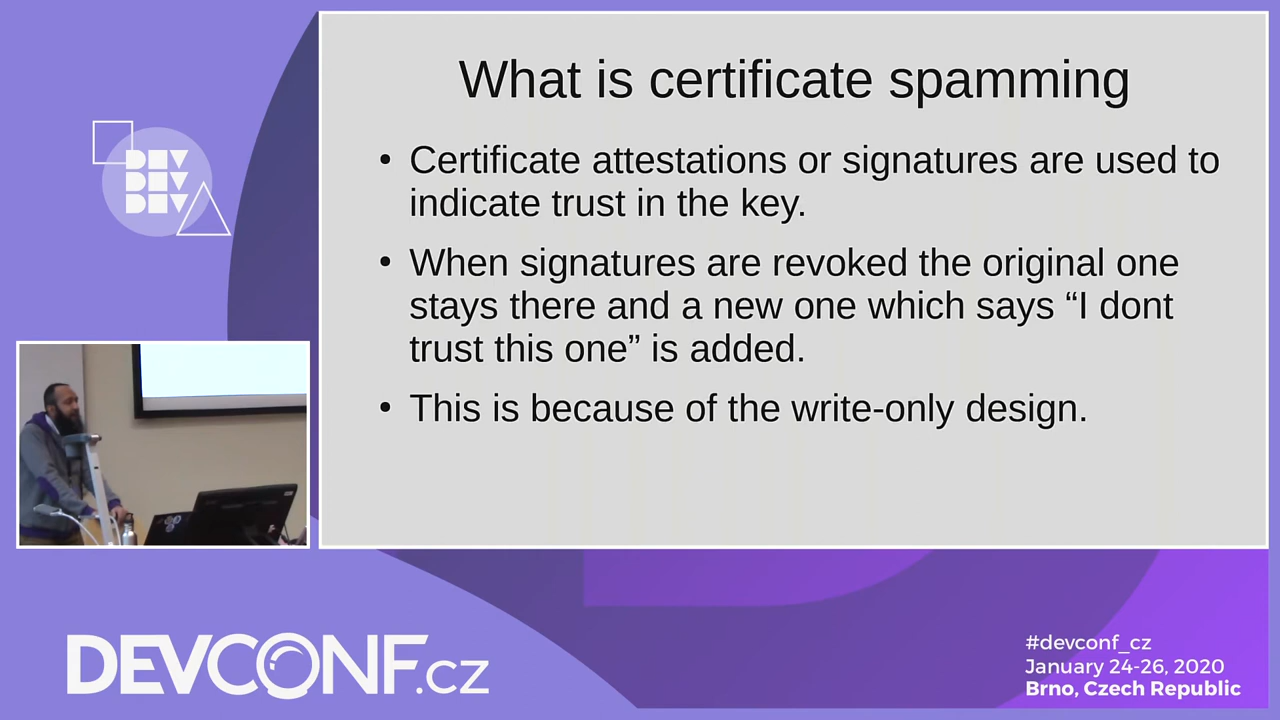 DEV
DEV
DEV
What is certificate spamming
• Certificate attestations or signatures are used to
indicate trust in the key.
• When signatures are revoked the original one
stays there and a new one which says “I dont
trust this one” is added.
• This is because of the write-only design.
DEVCONF.cz
#devconf_cz
January 24-26, 2020
Brno, Czech Republic